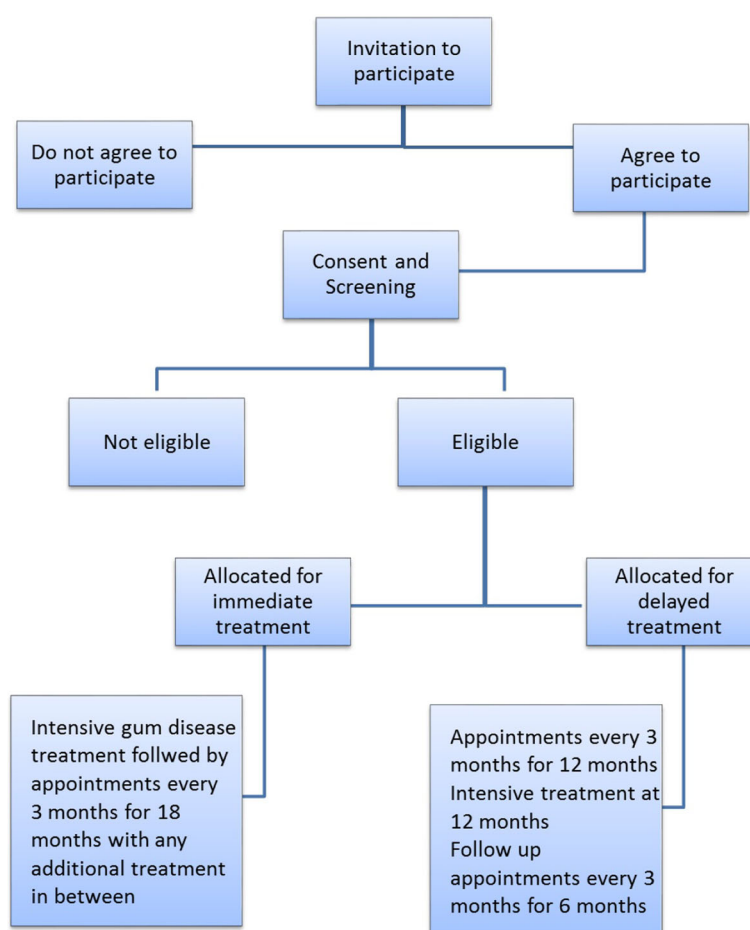 Invitation to
participate
Do not agree to
participate
Agree to
participate
Consent and
Screening
Not eligible
Eligible
Allocated for
immediate
treatment
Allocated for
delayed
treatment
Intensive gum disease
treatment follwed by
appointments every
3 months for 18
months with any
additional treatment
in between
Appointments every 3
months for 12 months
Intensive treatment at
12 months
Follow up
appointments every 3
months for 6 months